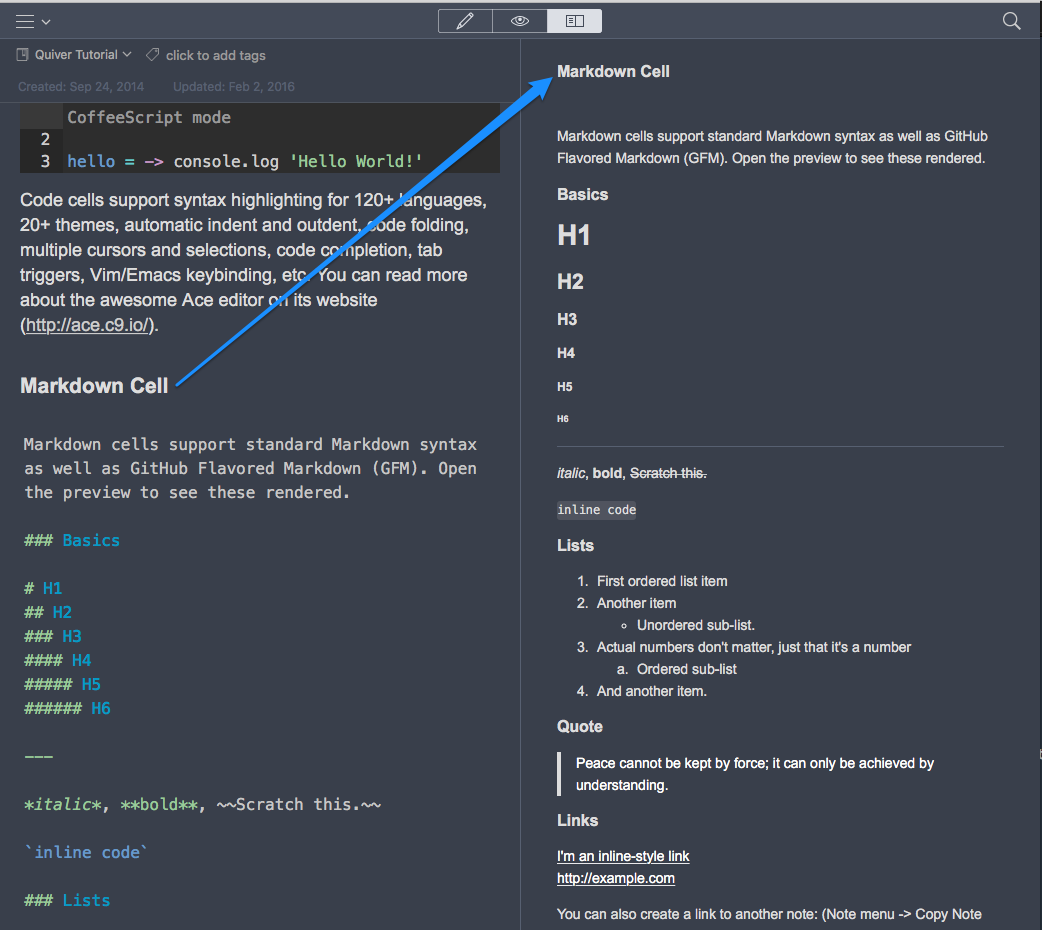 Quiver Tutorial
click to add tags
Created: Sep 24, 2014 Updated: Feb 2, 2016
CoffeeScript mode
2
3 hello = -> console.log 'Hello World!'
Code cells support syntax highlighting for 120+ languages,
20+ themes, automatic indent and outdent, code folding,
multiple cursors and selections, code completion, tab
triggers, Vim/Emacs keybinding, etc. You can read more
about the awesome Ace editor on its website
(http://ace.c9.io/).
Markdown Cell
Markdown cells support standard Markdown syntax
as well as GitHub Flavored Markdown (GFM). Open
the preview to see these rendered.
### Basics
# H1
## H2
### H3
#### H4
##### H5
###### H6
---
*italic*, **bold**, ~~Scratch this.~~
`inline code`
### Lists
Markdown Cell
Markdown cells support standard Markdown syntax as well as GitHub
Flavored Markdown (GFM). Open the preview to see these rendered.
Basics
H1
H2
H3
H4
H5
H6
italic, bold, Scratch this.
inline code
Lists
1. First ordered list item
2. Another item
Unordered sub-list.
3. Actual numbers don't matter, just that it's a number
a. Ordered sub-list
4. And another item.
Quote
Peace cannot be kept by force; it can only be achieved by
understanding.
Links
I'm an inline-style link
http://example.com
You can also create a link to another note: (Note menu -> Copy Note